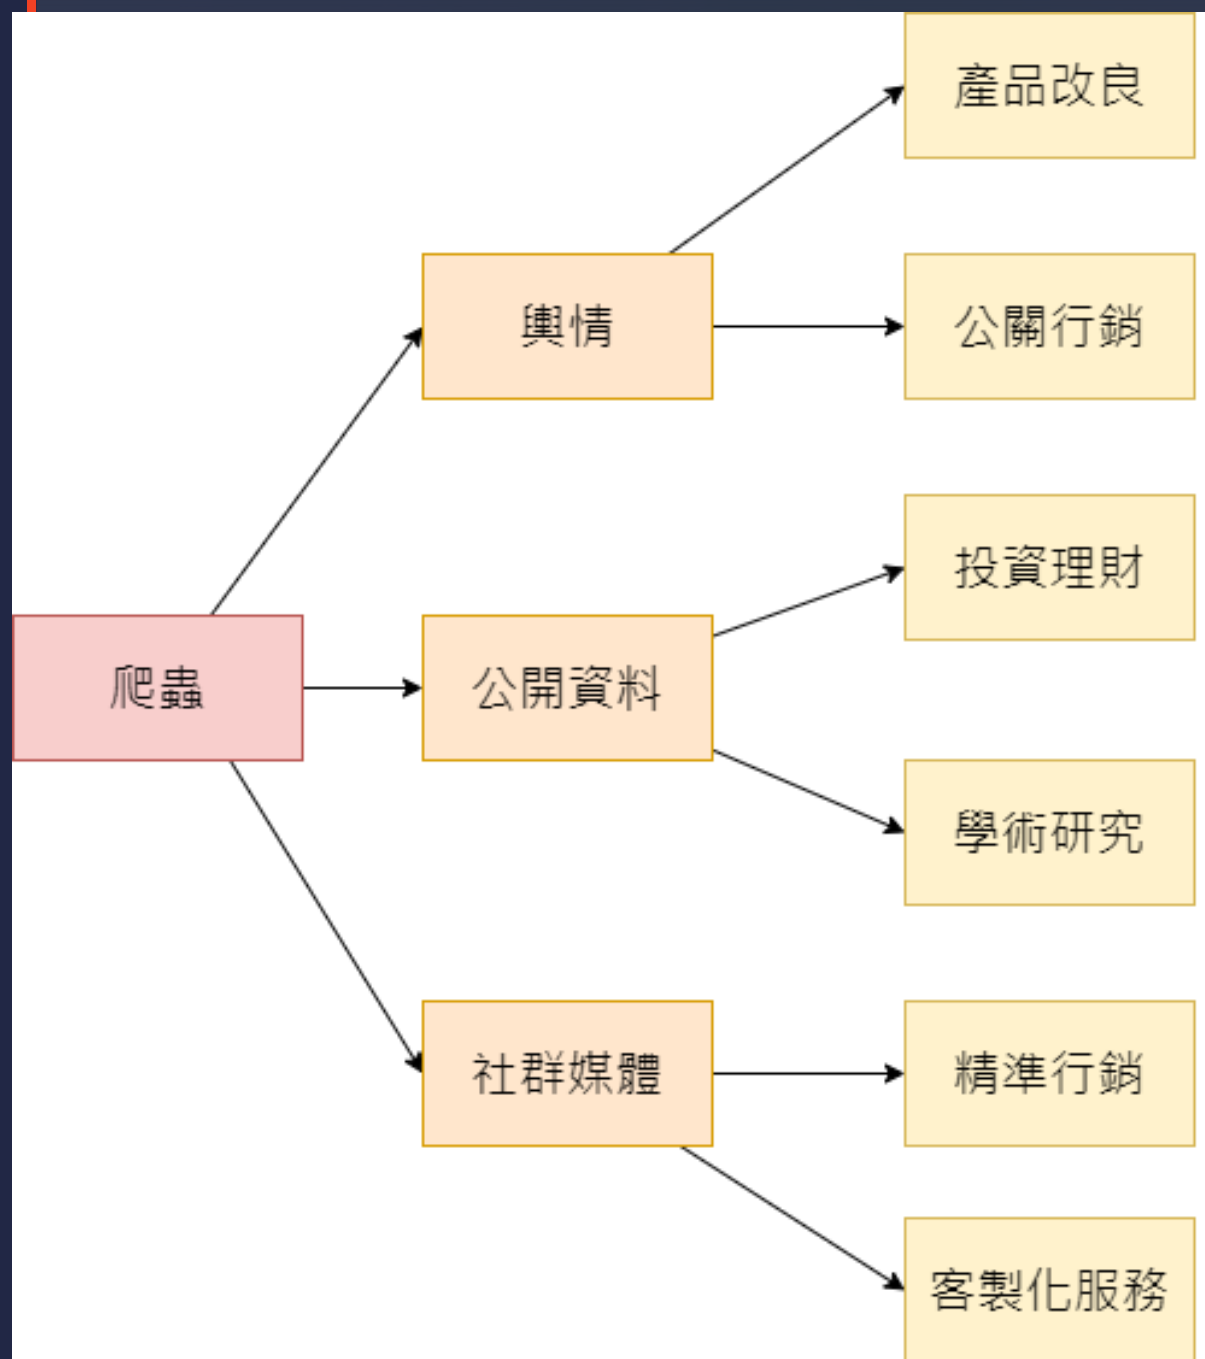 產品改良
輿情
公關行銷
投資理財
爬蟲
公開資料
學術研究
社群媒體
精準行銷
客製化服務